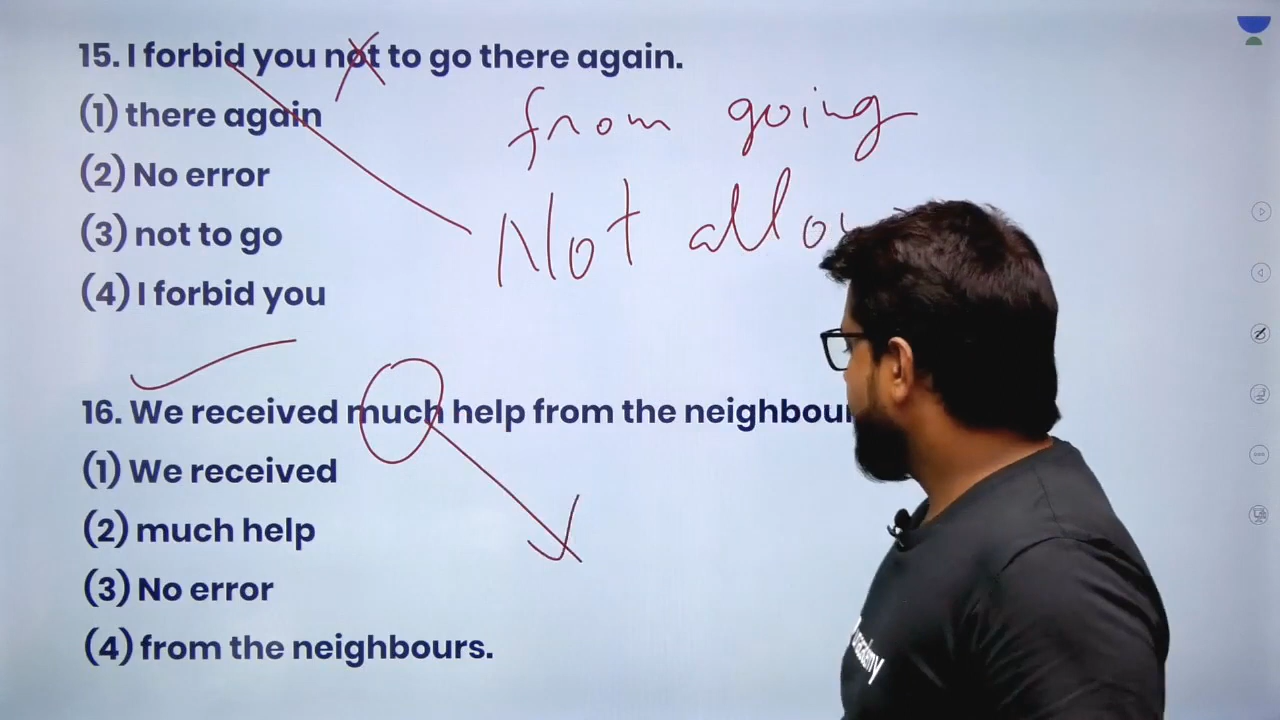 15. I forbid you not to go there again.
(1) there again
from going
(2) No error
Not
(3) not to go
(4) I forbid you
16. We received much help from the
(1) We received
(2) much help
(3) No error
(4) from the neighbours.